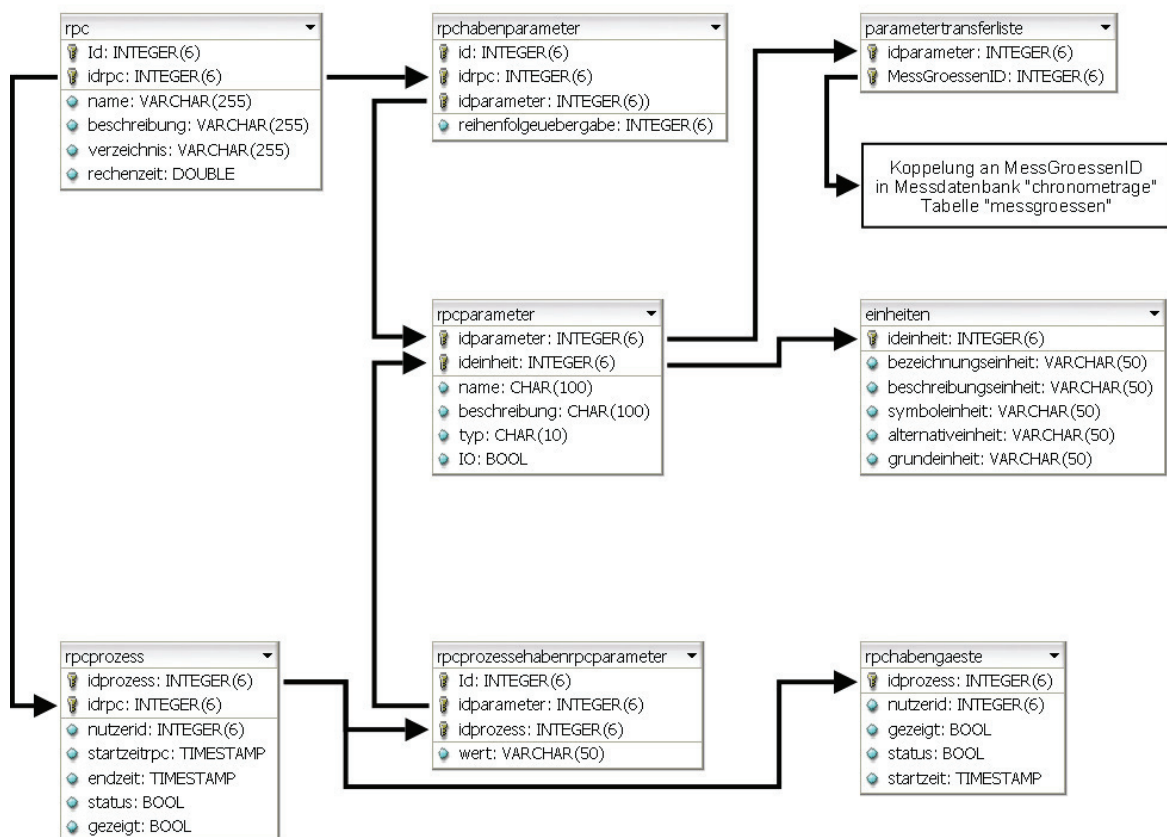 rpc
Id: INTEGER(6)
idrpc: INTEGER(6)
name: VARCHAR(255)
beschreibung: VARCHAR(255)
verzeichnis: VARCHAR(255)
rechenzeit: DOUBLE
rpchabenparameter
id: INTEGER(6)
idrpc: INTEGER(6)
idparameter: INTEGER(6))
reihenfolgeuebergabe: INTEGER(6)
parametertransferliste
idparameter: INTEGER(6)
MessGroessenID: INTEGER(6)
Koppelung an MessGroessenID
in Messdatenbank "chronometrage"
Tabelle "messgroessen"
rpcparameter
idparameter: INTEGER(6)
ideinheit: INTEGER(6)
name: CHAR(100)
beschreibung: CHAR(100)
typ: CHAR(10)
IO: BOOL
einheiten
ideinheit: INTEGER(6)
bezeichnungseinheit: VARCHAR(50)
beschreibungseinheit: VARCHAR(50)
symboleinheit: VARCHAR(50)
alternativeinheit: VARCHAR(50)
grundeinheit: VARCHAR(50)
rpcprozess
idprozess: INTEGER(6)
idrpc: INTEGER(6)
nutzerid: INTEGER(6)
startzeitrpc: TIMESTAMP
endzeit: TIMESTAMP
status: BOOL
gezeigt: BOOL
rpcprozessehabenrpcparameter
Id: INTEGER(6)
idparameter: INTEGER(6)
idprozess: INTEGER(6)
wert: VARCHAR(50)
rpchabengaeste
idprozess: INTEGER(6)
nutzerid: INTEGER(6)
gezeigt: BOOL
status: BOOL
startzeit: TIMESTAMP